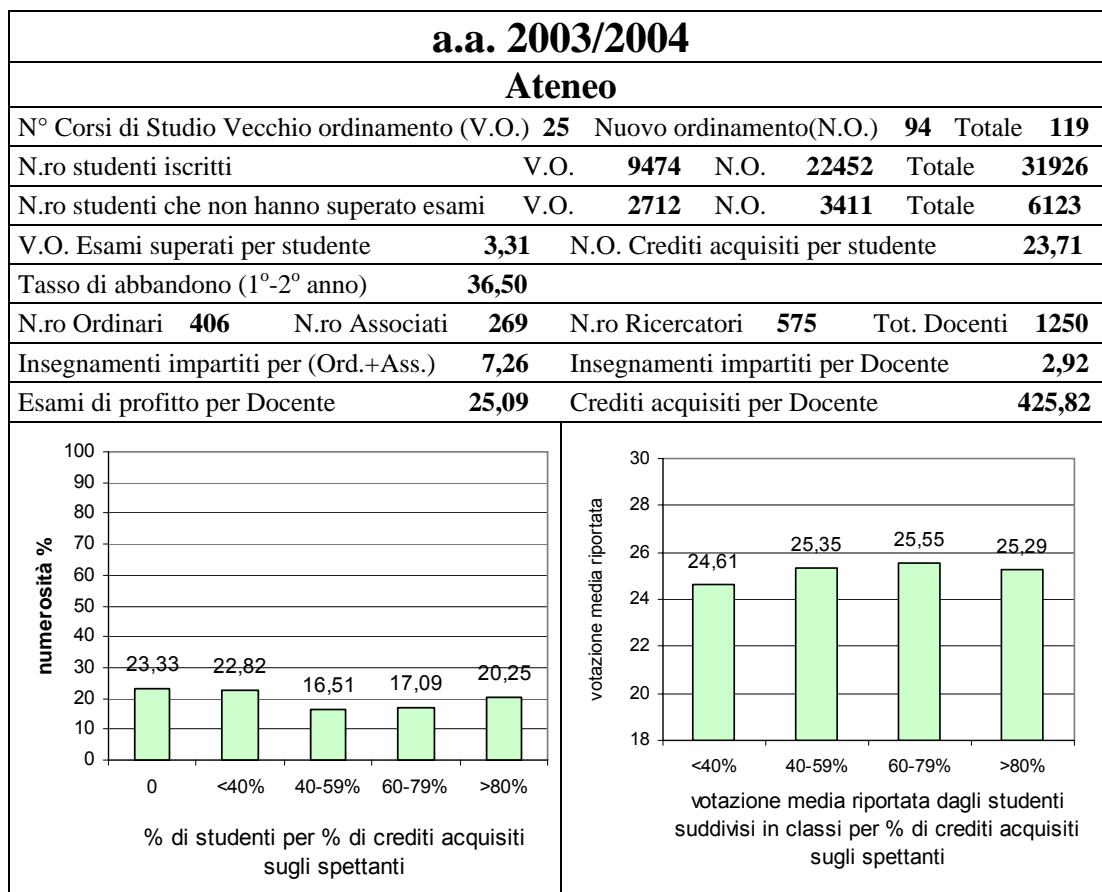 a.a. 2003/2004
Ateneo
N° Corsi di Studio Vecchio ordinamento (V.O.) 25 Nuovo ordinamento(N.O.) 94 Totale 119
N.ro studenti iscritti V.O. 9474 N.O. 22452 Totale 31926
N.ro studenti che non hanno superato esami V.O. 2712 N.O. 3411 Totale 6123
V.O. Esami superati per studente 3,31 N.O. Crediti acquisiti per studente 23,71
Tasso di abbandono (1°-2° anno) 36,50
N.ro Ordinari 406 N.ro Associati 269 N.ro Ricercatori 575 Tot. Docenti 1250
Insegnamenti impartiti per (Ord.+Ass.) 7,26 Insegnamenti impartiti per Docente 2,92
Esami di profitto per Docente 25,09 Crediti acquisiti per Docente 425,82
numerosità %
100
90
80
70
60
50
40
30
20
10
0
23,33 22,82 16,51 17,09 20,25
0 <40% 40-59% 60-79% >80%
% di studenti per % di crediti acquisiti
sugli spettanti
votazione media riportata
30
28
26
24
22
20
18
24,61 25,35 25,55 25,29
<40% 40-59% 60-79% >80%
votazione media riportata dagli studenti
suddivisi in classi per % di crediti acquisiti
sugli spettanti